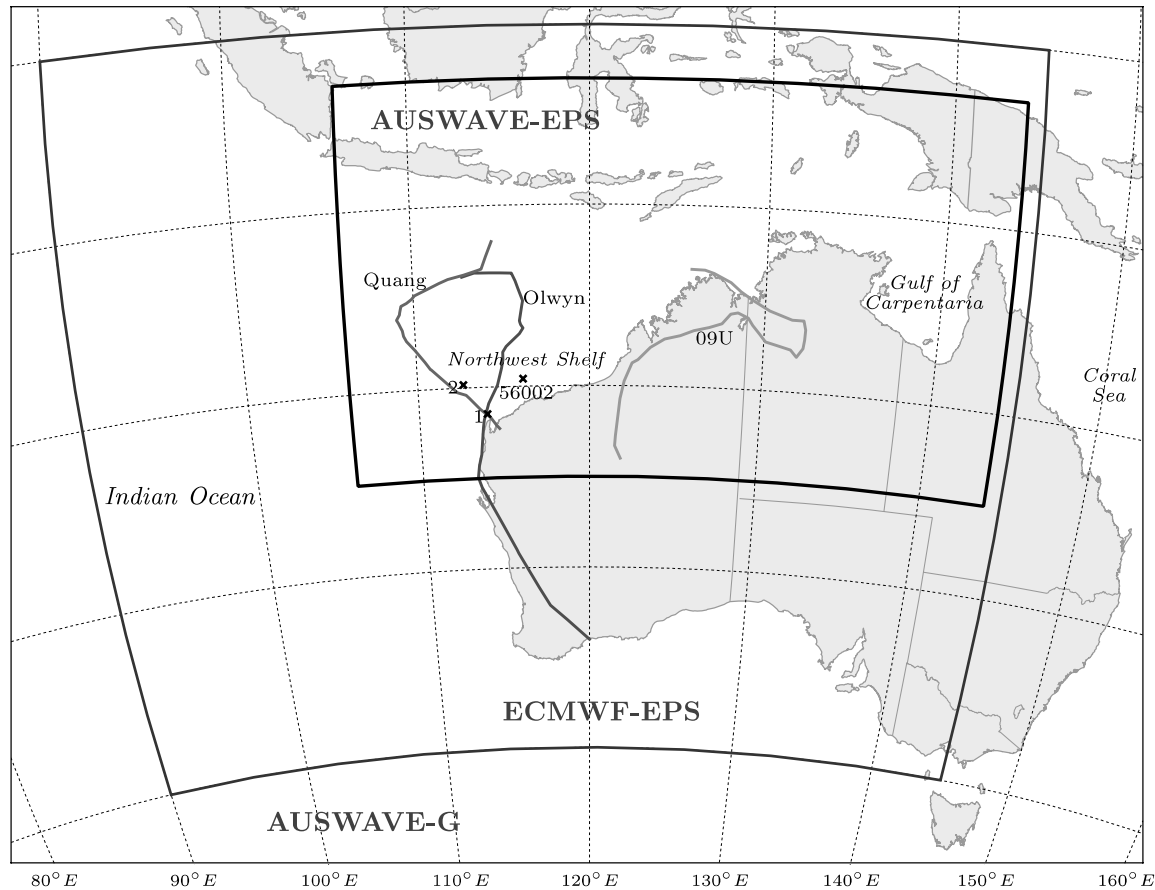 AUSWAVE-EPS
Quang
Olwyn
Gulf of
Carpentaria
09U
Northwest Shelf
2
56002
1
Coral
Sea
Indian Ocean
ECMWF-EPS
AUSWAVE-G
80° E 90° E 100° E 110° E 120° E 130° E 140° E 150° E 160° E